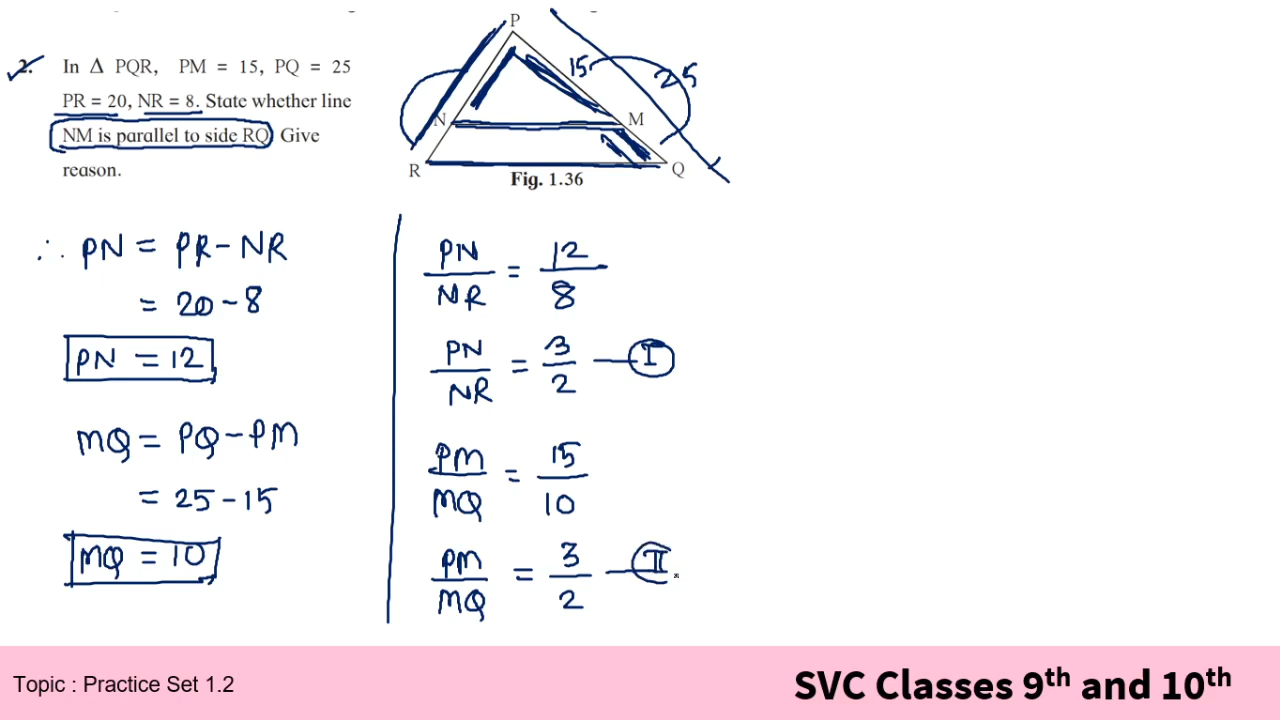 2. In Δ PQR, PM = 15, PQ = 25
PR = 20, NR = 8. State whether line
NM is parallel to side RQ. Give
reason.
P
15
25
N
M
R
Q
Fig. 1.36
∴ PN = PR - NR
= 20 - 8
PN = 12
MQ = PQ - PM
= 25 - 15
MQ = 10
PN/NR = 12/8
PN/NR = 3/2 — I
PM/MQ = 15/10
PM/MQ = 3/2 — II
Topic : Practice Set 1.2
SVC Classes 9th and 10th